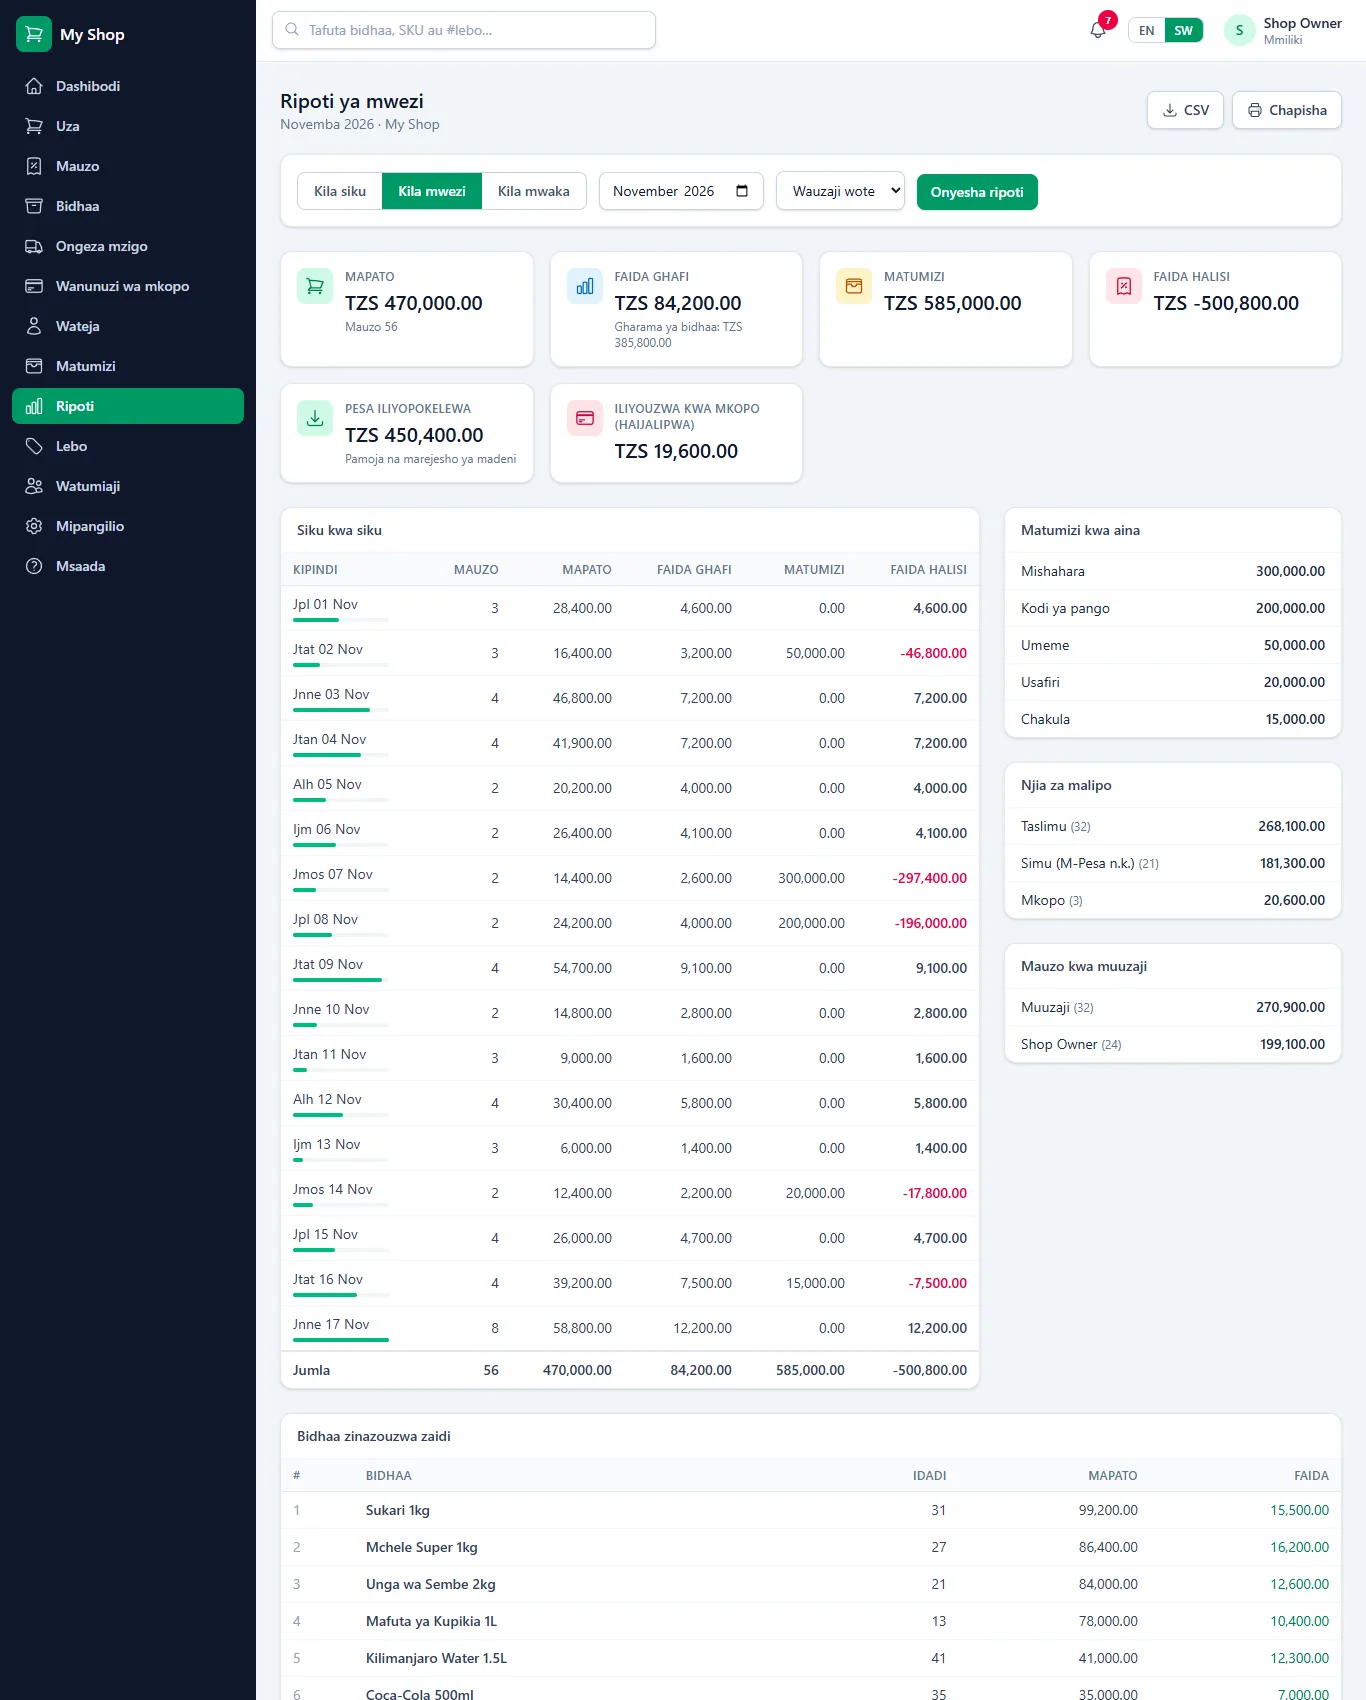 My Shop
Tafuta bidhaa, SKU au #lebo...
7
EN SW
S
Shop Owner
Mmiliki
Dashibodi
Uza
Mauzo
Bidhaa
Ongeza mzigo
Wanunuzi wa mkopo
Wateja
Matumizi
Ripoti
Lebo
Watumiaji
Mipangilio
Msaada
Ripoti ya mwezi
Novemba 2026 · My Shop
CSV
Chapisha
Kila siku Kila mwezi Kila mwaka November 2026 Wauzaji wote Onyesha ripoti
MAPATO
TZS 470,000.00
Mauzo 56
FAIDA GHAFI
TZS 84,200.00
Gharama ya bidhaa: TZS
385,800.00
MATUMIZI
TZS 585,000.00
FAIDA HALISI
TZS -500,800.00
PESA ILIYOPOKELEWA
TZS 450,400.00
Pamoja na marejesho ya madeni
ILIYOUZWA KWA MKOPO
(HAIJALIPWA)
TZS 19,600.00
Siku kwa siku
KIPINDI MAUZO MAPATO FAIDA GHAFI MATUMIZI FAIDA HALISI
Jpl 01 Nov 3 28,400.00 4,600.00 0.00 4,600.00
Jtat 02 Nov 3 16,400.00 3,200.00 50,000.00 -46,800.00
Jnne 03 Nov 4 46,800.00 7,200.00 0.00 7,200.00
Jtan 04 Nov 4 41,900.00 7,200.00 0.00 7,200.00
Alh 05 Nov 2 20,200.00 4,000.00 0.00 4,000.00
Ijm 06 Nov 2 26,400.00 4,100.00 0.00 4,100.00
Jmos 07 Nov 2 14,400.00 2,600.00 300,000.00 -297,400.00
Jpl 08 Nov 2 24,200.00 4,000.00 200,000.00 -196,000.00
Jtat 09 Nov 4 54,700.00 9,100.00 0.00 9,100.00
Jnne 10 Nov 2 14,800.00 2,800.00 0.00 2,800.00
Jtan 11 Nov 3 9,000.00 1,600.00 0.00 1,600.00
Alh 12 Nov 4 30,400.00 5,800.00 0.00 5,800.00
Ijm 13 Nov 3 6,000.00 1,400.00 0.00 1,400.00
Jmos 14 Nov 2 12,400.00 2,200.00 20,000.00 -17,800.00
Jpl 15 Nov 4 26,000.00 4,700.00 0.00 4,700.00
Jtat 16 Nov 4 39,200.00 7,500.00 15,000.00 -7,500.00
Jnne 17 Nov 8 58,800.00 12,200.00 0.00 12,200.00
Jumla 56 470,000.00 84,200.00 585,000.00 -500,800.00
Matumizi kwa aina
Mishahara 300,000.00
Kodi ya pango 200,000.00
Umeme 50,000.00
Usafiri 20,000.00
Chakula 15,000.00
Njia za malipo
Taslimu (32) 268,100.00
Simu (M-Pesa n.k.) (21) 181,300.00
Mkopo (3) 20,600.00
Mauzo kwa muuzaji
Muuzaji (32) 270,900.00
Shop Owner (24) 199,100.00
Bidhaa zinazouzwa zaidi
# BIDHAA IDADI MAPATO FAIDA
1 Sukari 1kg 31 99,200.00 15,500.00
2 Mchele Super 1kg 27 86,400.00 16,200.00
3 Unga wa Sembe 2kg 21 84,000.00 12,600.00
4 Mafuta ya Kupikia 1L 13 78,000.00 10,400.00
5 Kilimanjaro Water 1.5L 41 41,000.00 12,300.00
6 Coca-Cola 500ml 35 35,000.00 7,000.00